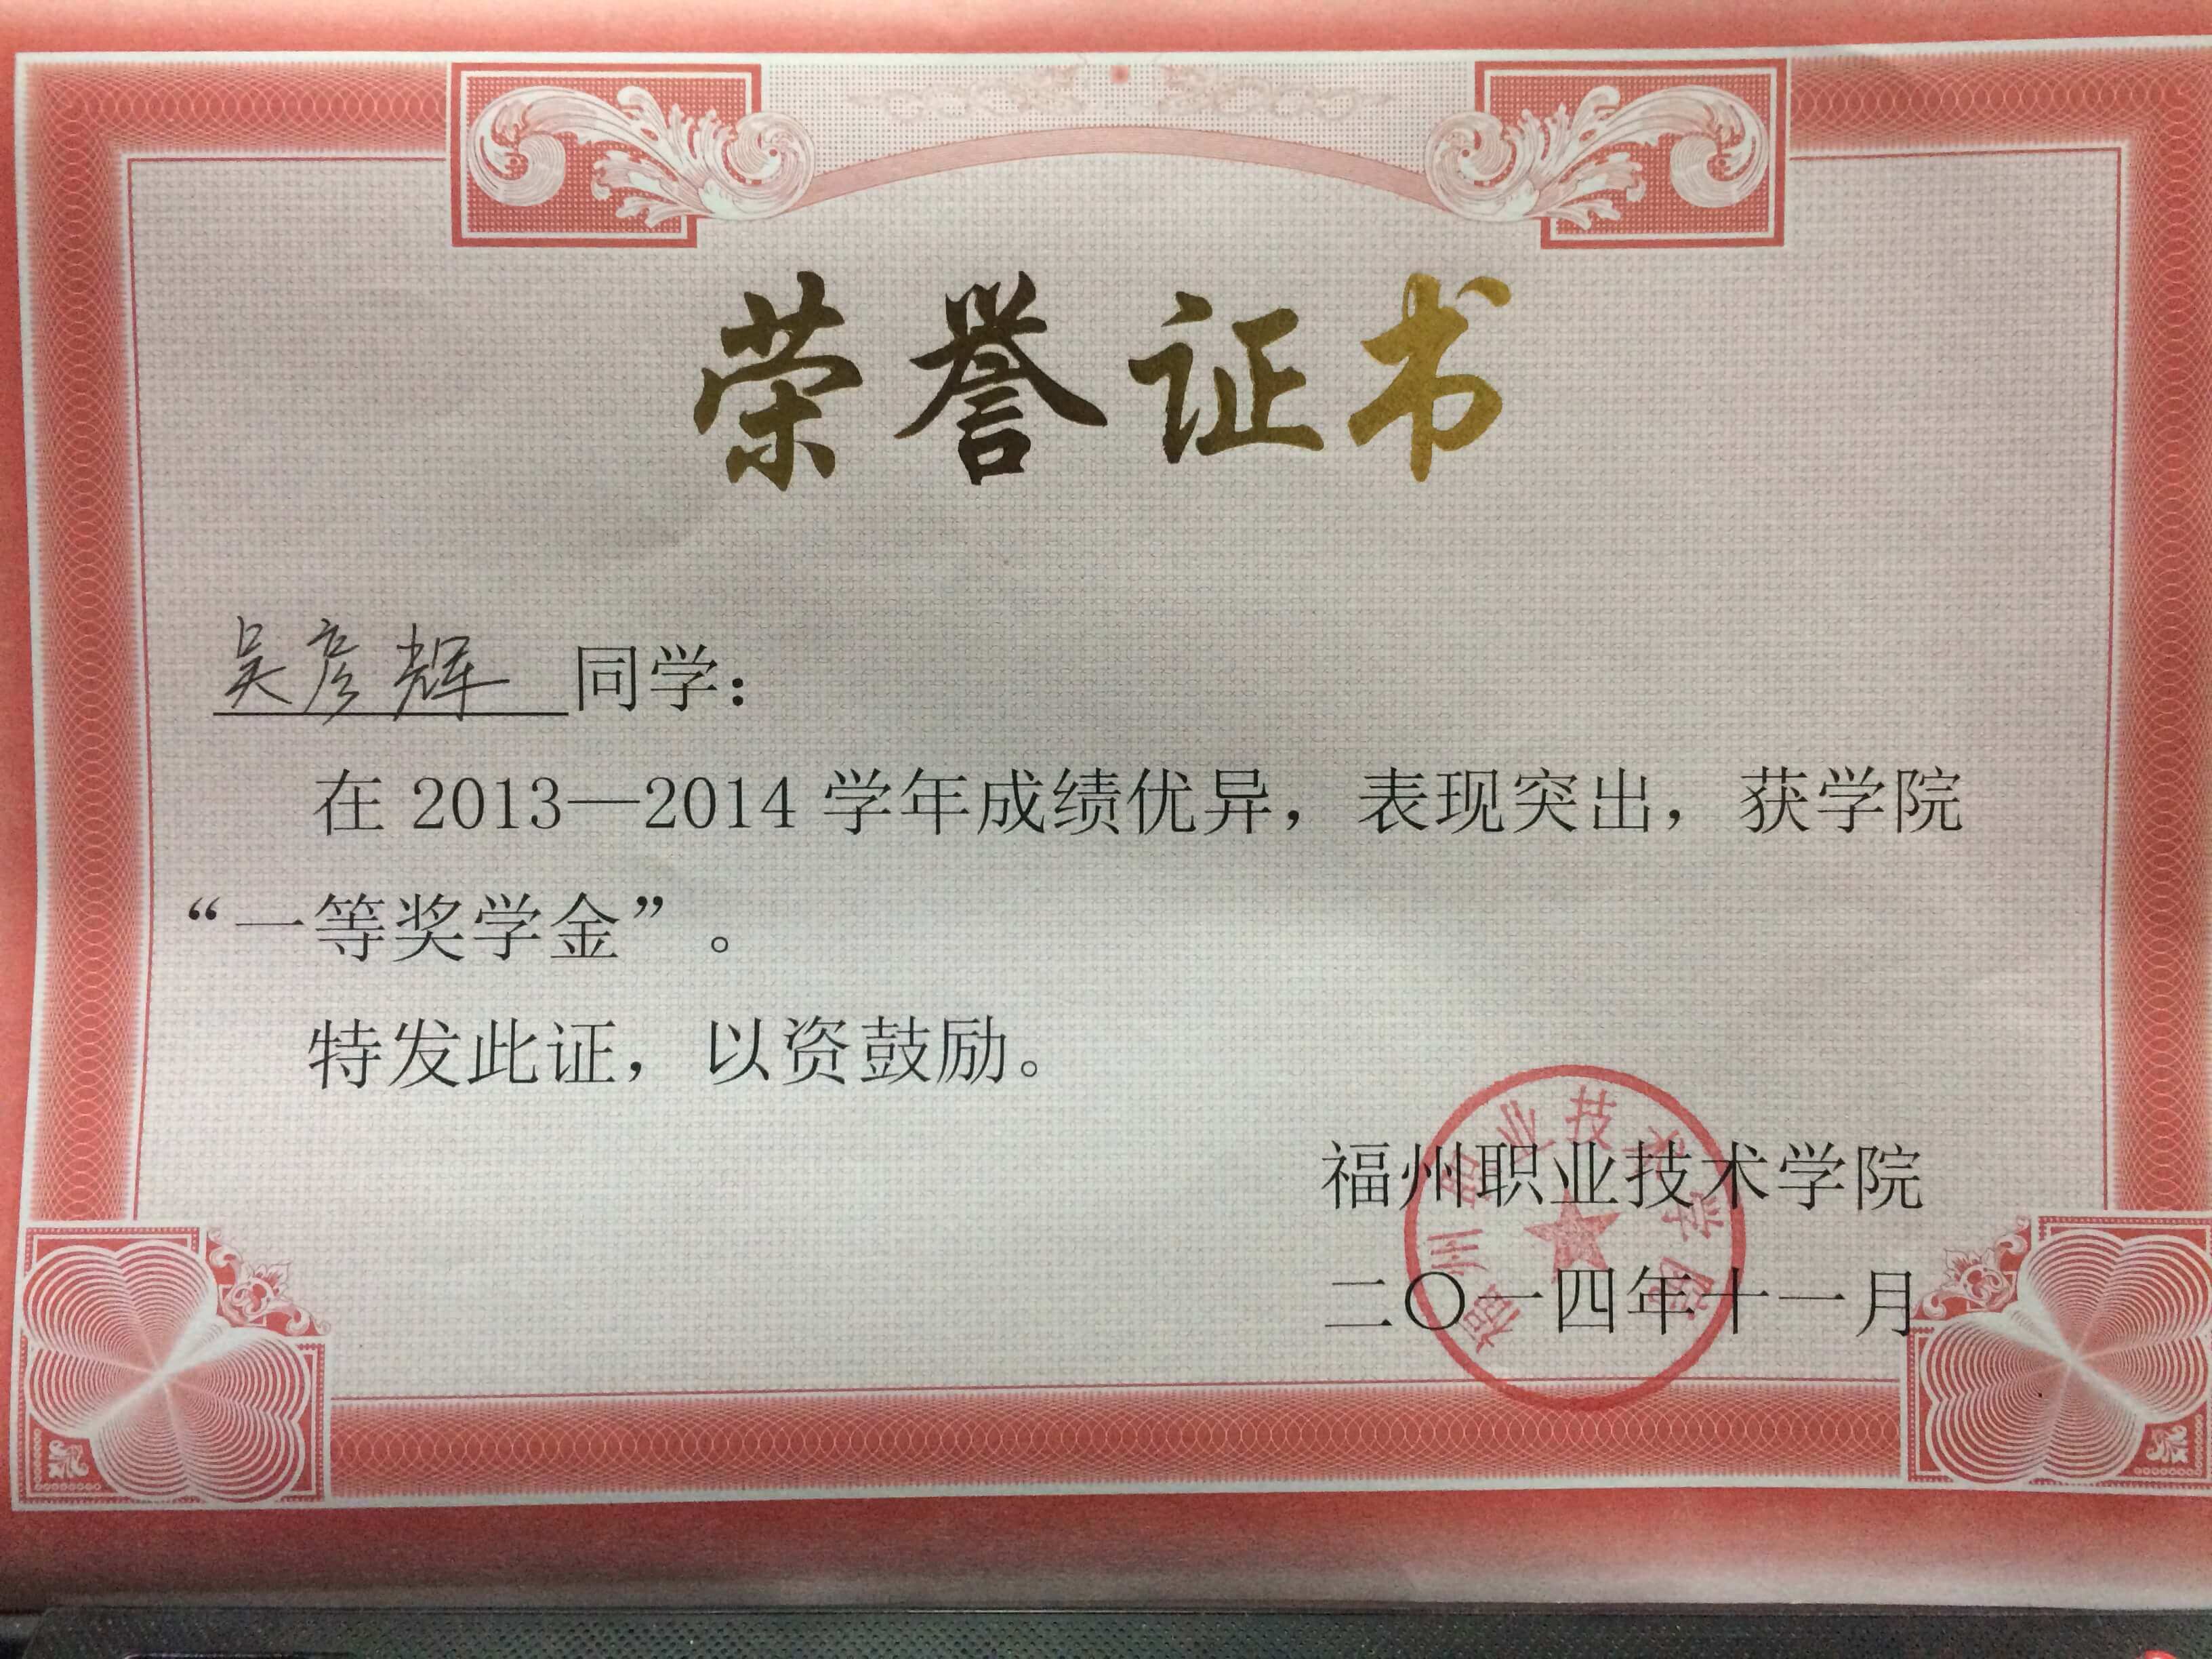 荣誉证书
吴彦辉 同学：
在 2013—2014 学年成绩优异，表现突出，获学院
“一等奖学金”。
特发此证，以资鼓励。
福州职业技术学院
二〇一四年十一月
福州职业技术学院